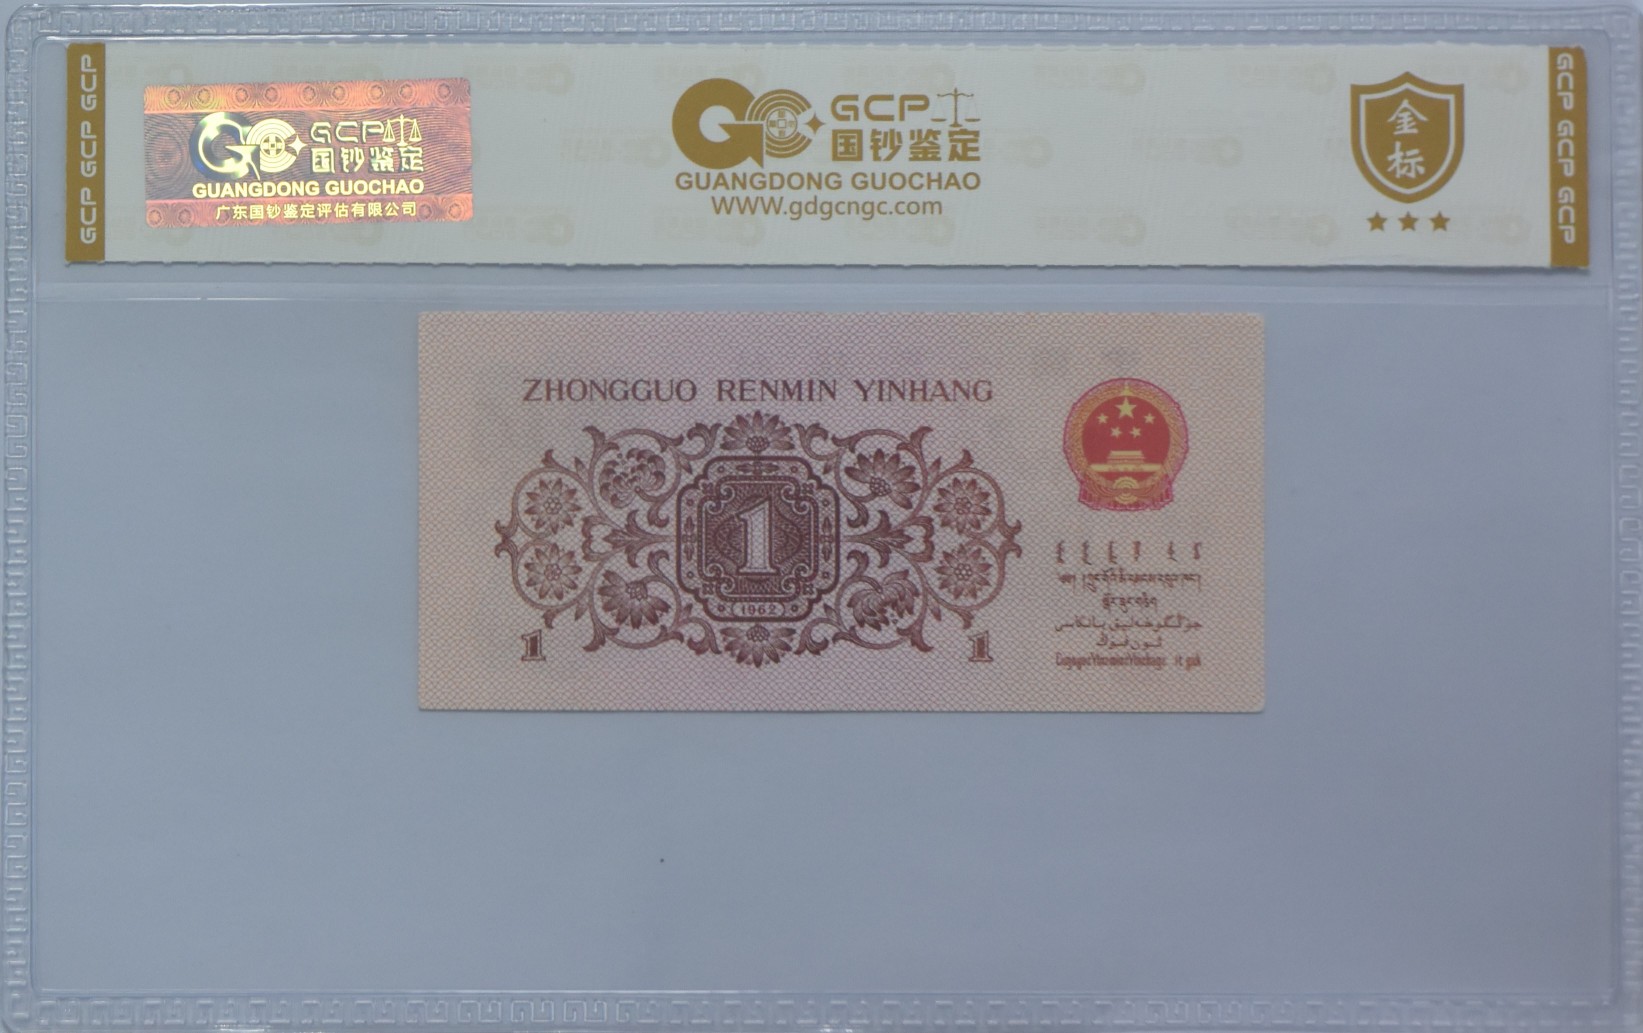 GCP GCP GCP
GCP
国钞鉴定
GUANGDONG GUOCHAO
广东国钞鉴定评估有限公司
GCP
国钞鉴定
GUANGDONG GUOCHAO
WWW.gdgcngc.com
金标
GCP GCP GCP
ZHONGGUO RENMIN YINHANG
1
1962
1
1